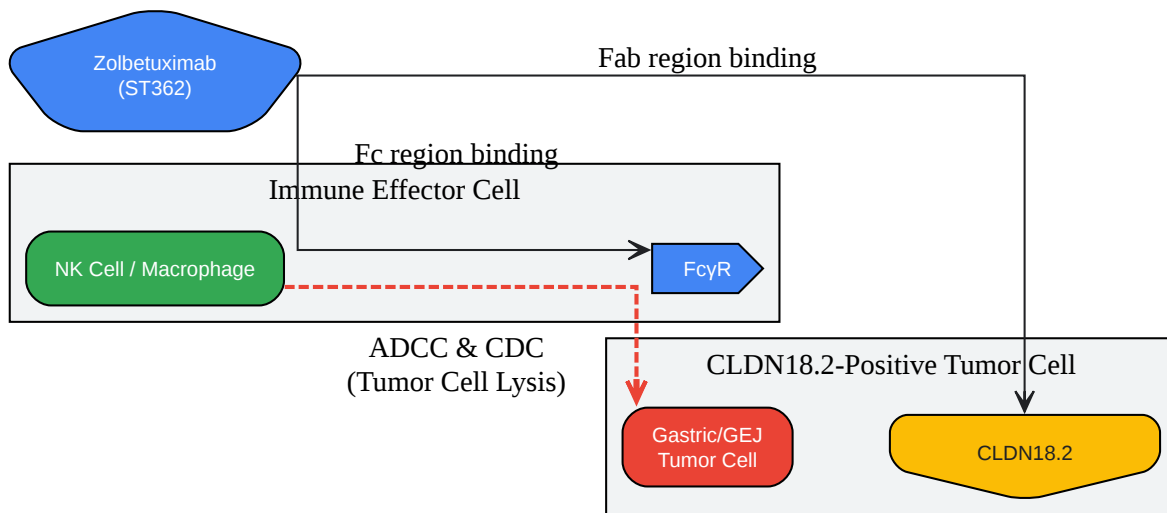 Zolbetuximab
(ST362)
Fab region binding
Fc region binding
Immune Effector Cell
NK Cell / Macrophage
FcγR
ADCC & CDC
(Tumor Cell Lysis)
CLDN18.2-Positive Tumor Cell
Gastric/GEJ
Tumor Cell
CLDN18.2